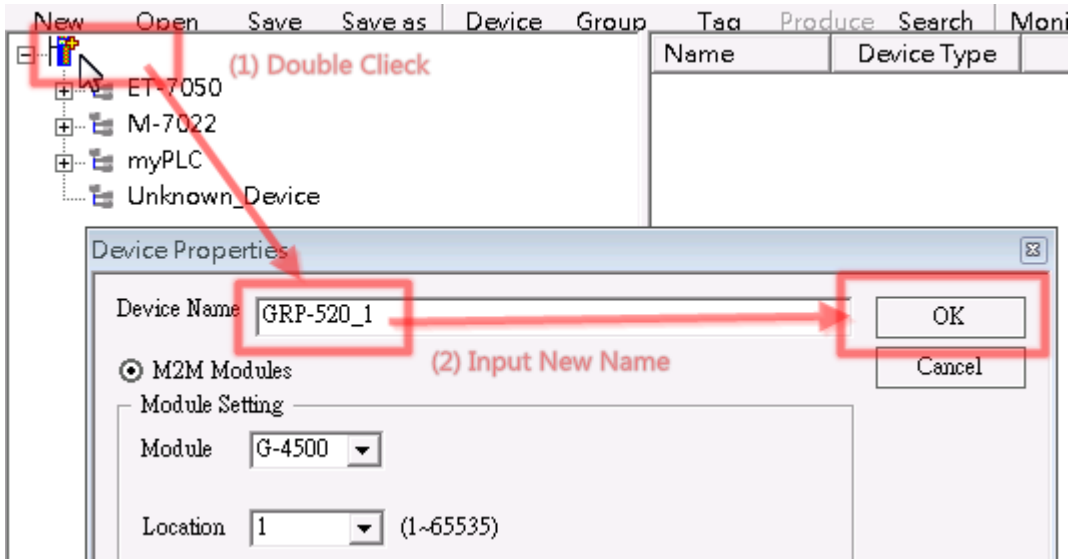 New Open Save Save as Device Group Tag Produce Search Moni
Name Device Type
(1) Double Clieck
ET-7050
M-7022
myPLC
Unknown_Device
Device Properties
Device Name GRP-520_1 OK
(2) Input New Name
M2M Modules Cancel
Module Setting
Module G-4500
Location 1 (1~65535)